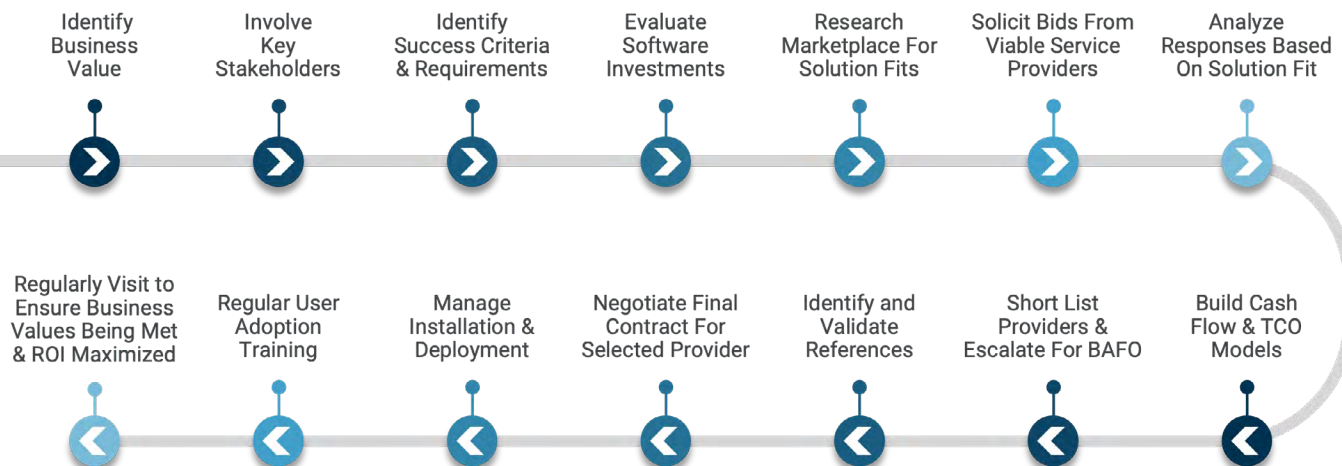 Identify
Business
Value
Involve
Key
Stakeholders
Identify
Success Criteria
& Requirements
Evaluate
Software
Investments
Research
Marketplace For
Solution Fits
Solicit Bids From
Viable Service
Providers
Analyze
Responses Based
On Solution Fit
Build Cash
Flow & TCO
Models
Short List
Providers &
Escalate For BAFO
Identify and
Validate
References
Negotiate Final
Contract For
Selected Provider
Manage
Installation &
Deployment
Regular User
Adoption
Training
Regularly Visit to
Ensure Business
Values Being Met
& ROI Maximized